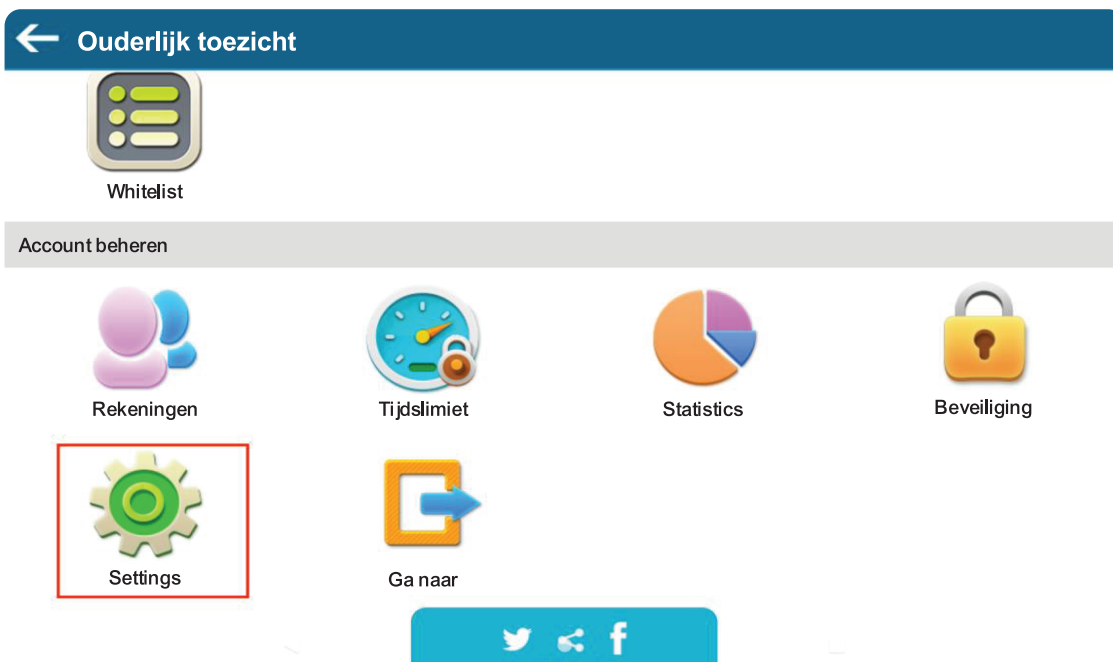 Ouderlijk toezicht
Whitelist
Account beheren
Rekeningen
Tijdslimiet
Statistics
Beveiliging
Settings
Ga naar